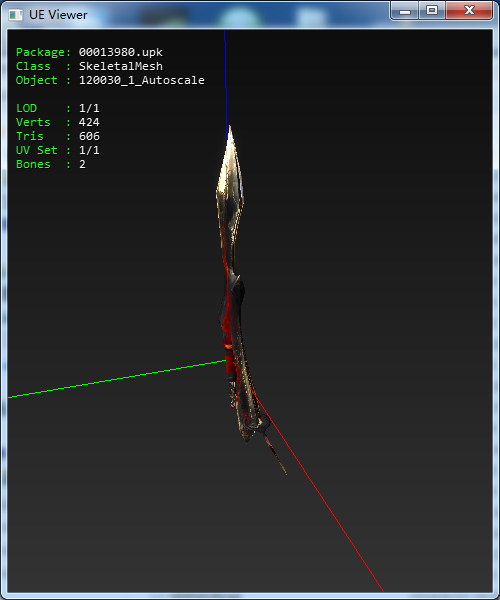 UE Viewer
Package: 00013980.upk
Class : SkeletalMesh
Object : 120030_1_Autoscale
LOD : 1/1
Verts : 424
Tris : 606
UV Set : 1/1
Bones : 2